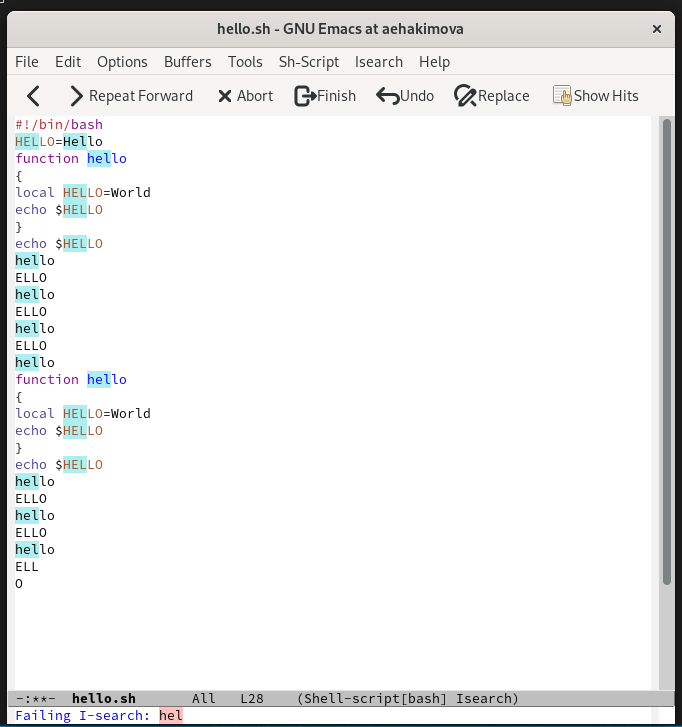 hello.sh - GNU Emacs at aehakimova
File Edit Options Buffers Tools Sh-Script Isearch Help
Repeat Forward Abort Finish Undo Replace Show Hits
#!/bin/bash
HELLO=Hello
function hello
{
local HELLO=World
echo $HELLO
}
echo $HELLO
hello
ELLO
hello
ELLO
hello
ELLO
hello
function hello
{
local HELLO=World
echo $HELLO
}
echo $HELLO
hello
ELLO
hello
ELLO
hello
ELL
O
-:**- hello.sh All L28 (Shell-script[bash] Isearch)
Failing I-search: hel